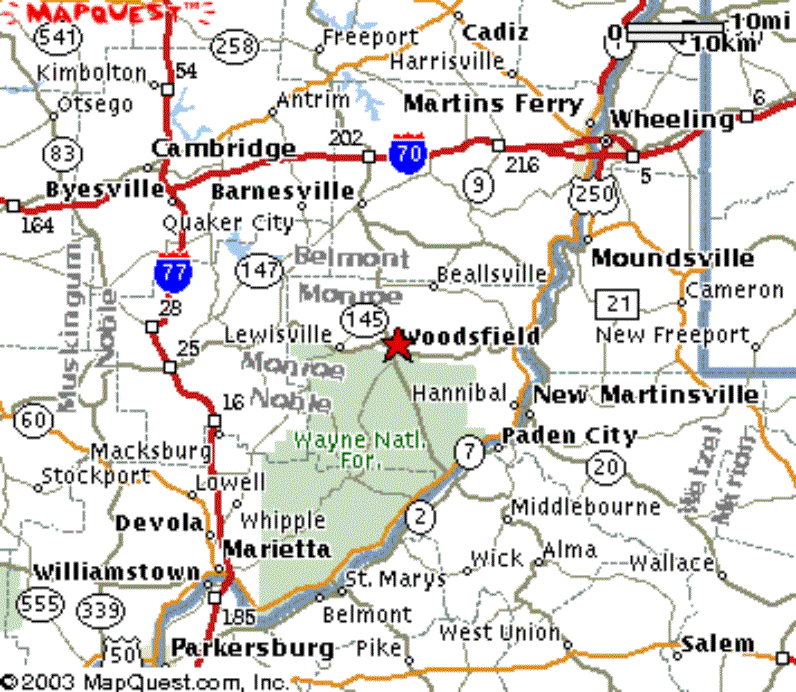 MAPQUEST™
541
258
Freeport
Cadiz
0
10mi
10km
Kimbolton
54
Harrisville
Otsego
Antrim
Martins Ferry
6
Wheeling
83
Cambridge
202
70
216
5
Byesville
Barnesville
9
250
164
Quaker City
Belmont
Moundsville
77
147
Beallsville
Monroe
21
Cameron
Muskingum
Noble
28
145
Lewisville
Woodsfield
New Freeport
25
Monroe
Noble
Hannibal
New Martinsville
16
60
Wayne Natl.
For.
7
Paden City
Macksburg
20
Wetzel
Marion
Stockport
Lowell
Middlebourne
Whipple
2
Devola
Marietta
Wick
Alma
Wallace
Williamstown
St. Marys
555
339
185
Belmont
West Union
Salem
50
Parkersburg
Pike
©2003 MapQuest.com, Inc.